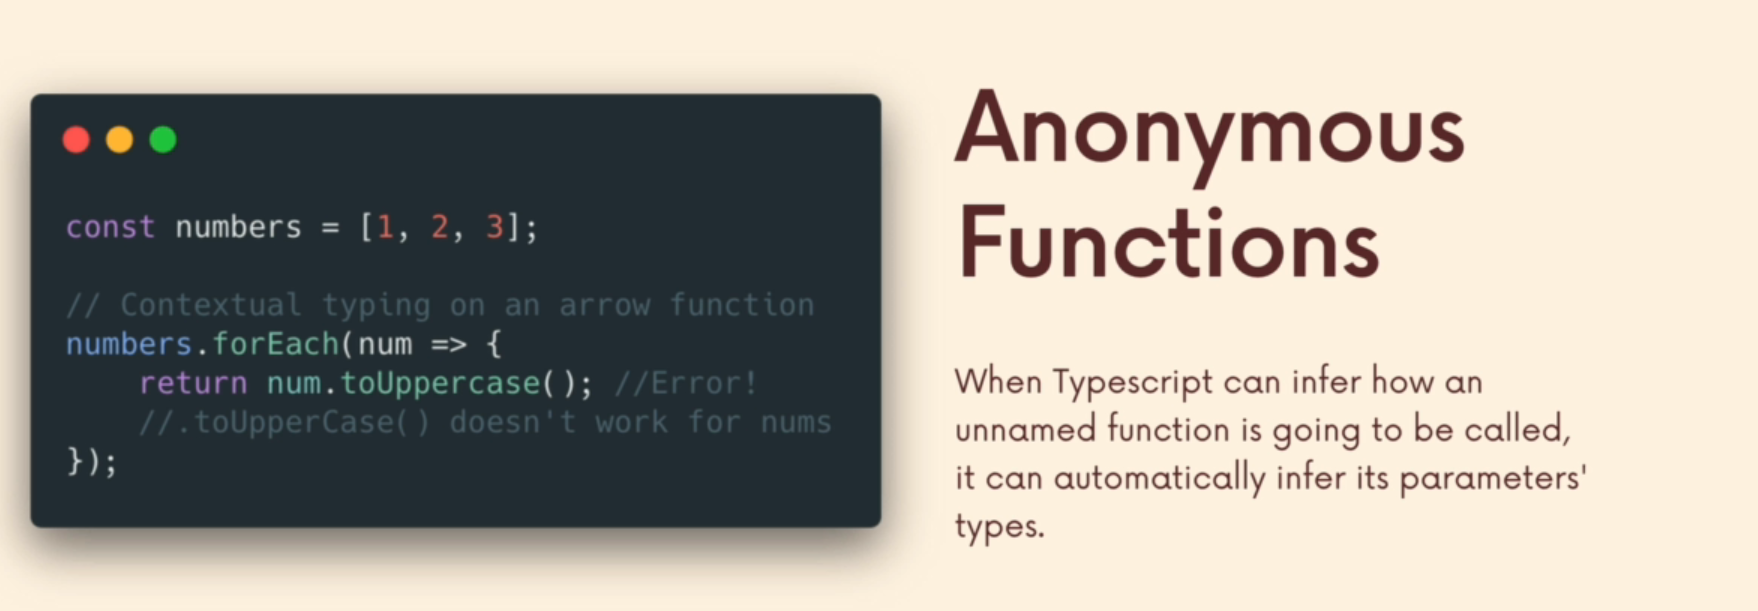 const numbers = [1, 2, 3];
// Contextual typing on an arrow function
numbers.forEach(num => {
    return num.toUppercase(); //Error!
    //.toUpperCase() doesn't work for nums
});
Anonymous
Functions
When Typescript can infer how an
unnamed function is going to be called,
it can automatically infer its parameters'
types.